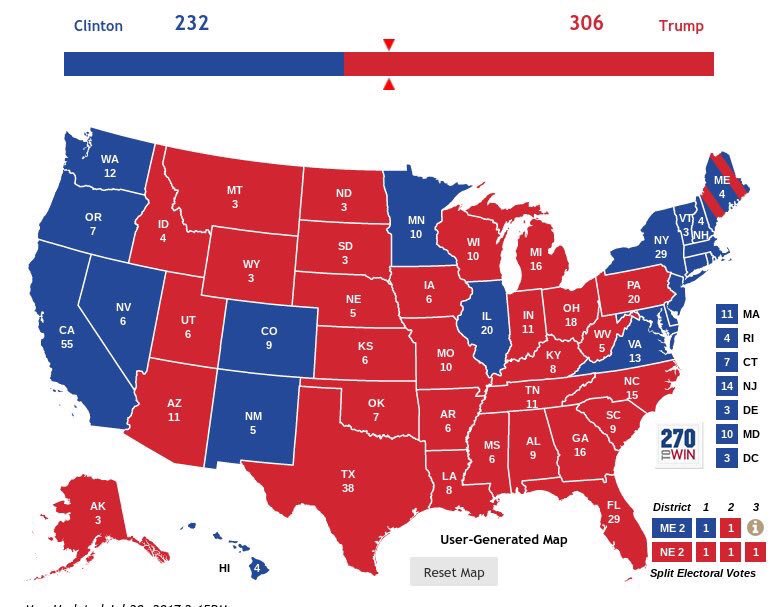 Clinton 232 306 Trump
WA
12
MT
3
ND
3
ME
4
OR
7
ID
4
MN
10
VT
3
4
NH
WI
10
SD
3
NY
29
MI
16
WY
3
IA
6
PA
20
NE
5
NV
6
UT
6
CO
9
IL
20
IN
11
OH
18
11 MA
CA
55
KS
6
MO
10
WV
5
VA
13
4 RI
KY
8
7 CT
AZ
11
NM
5
OK
7
TN
11
NC
15
14 NJ
AR
6
SC
9
3 DE
MS
6
AL
9
GA
16
270
TO WIN
10 MD
3 DC
TX
38
LA
8
AK
3
FL
29
District 1 2 3
ME 2 1 1
NE 2 1 1 1
Split Electoral Votes
User-Generated Map
HI 4
Reset Map